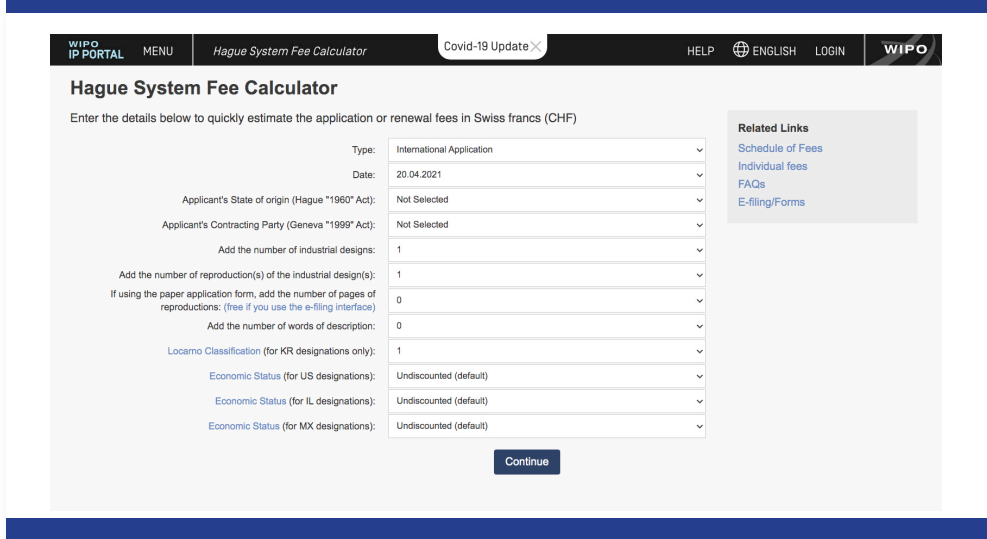 WIPO
IP PORTAL MENU Hague System Fee Calculator Covid-19 Update HELP ENGLISH LOGIN WIPO
Hague System Fee Calculator
Enter the details below to quickly estimate the application or renewal fees in Swiss francs (CHF)
Type: International Application
Date: 20.04.2021
Applicant's State of origin (Hague "1960" Act): Not Selected
Applicant's Contracting Party (Geneva "1999" Act): Not Selected
Add the number of industrial designs: 1
Add the number of reproduction(s) of the industrial design(s): 1
If using the paper application form, add the number of pages of
reproductions: (free if you use the e-filing interface) 0
Add the number of words of description: 0
Locarno Classification (for KR designations only): 1
Economic Status (for US designations): Undiscounted (default)
Economic Status (for IL designations): Undiscounted (default)
Economic Status (for MX designations): Undiscounted (default)
Continue
Related Links
Schedule of Fees
Individual fees
FAQs
E-filing/Forms